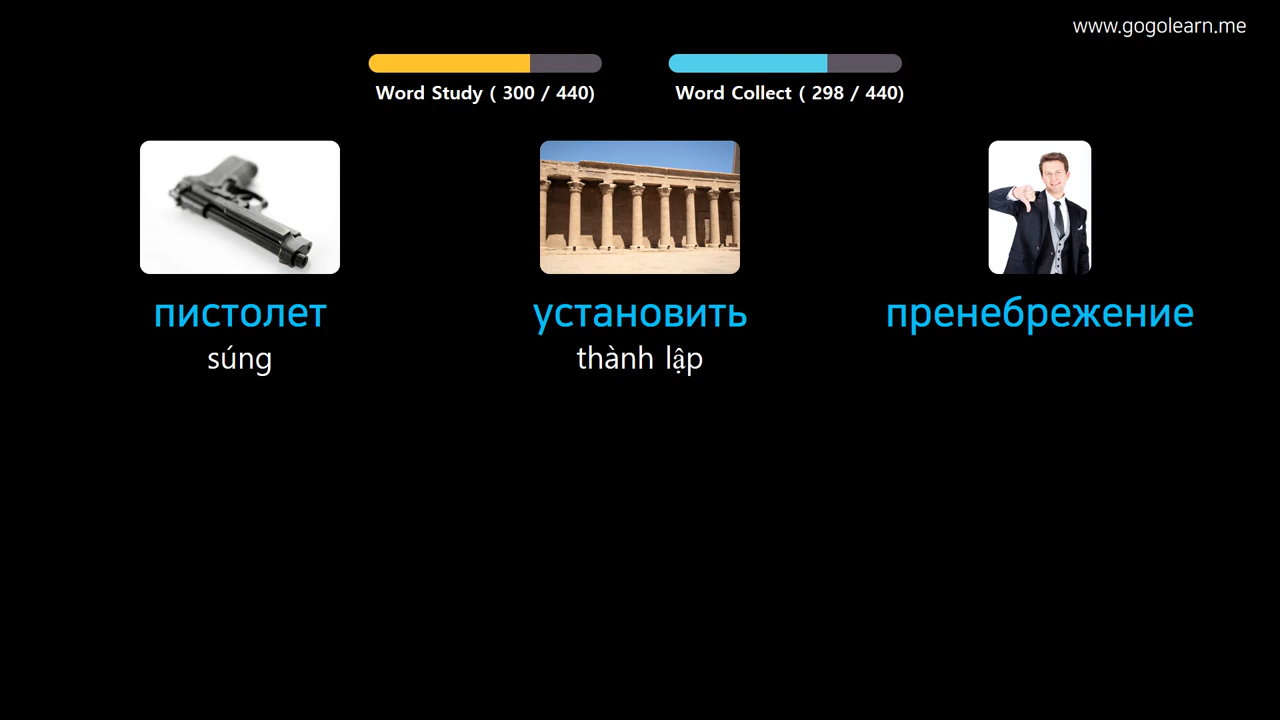 www.gogolearn.me
Word Study ( 300 / 440)
Word Collect ( 298 / 440)
пистолет
установить
пренебрежение
súng
thành lập